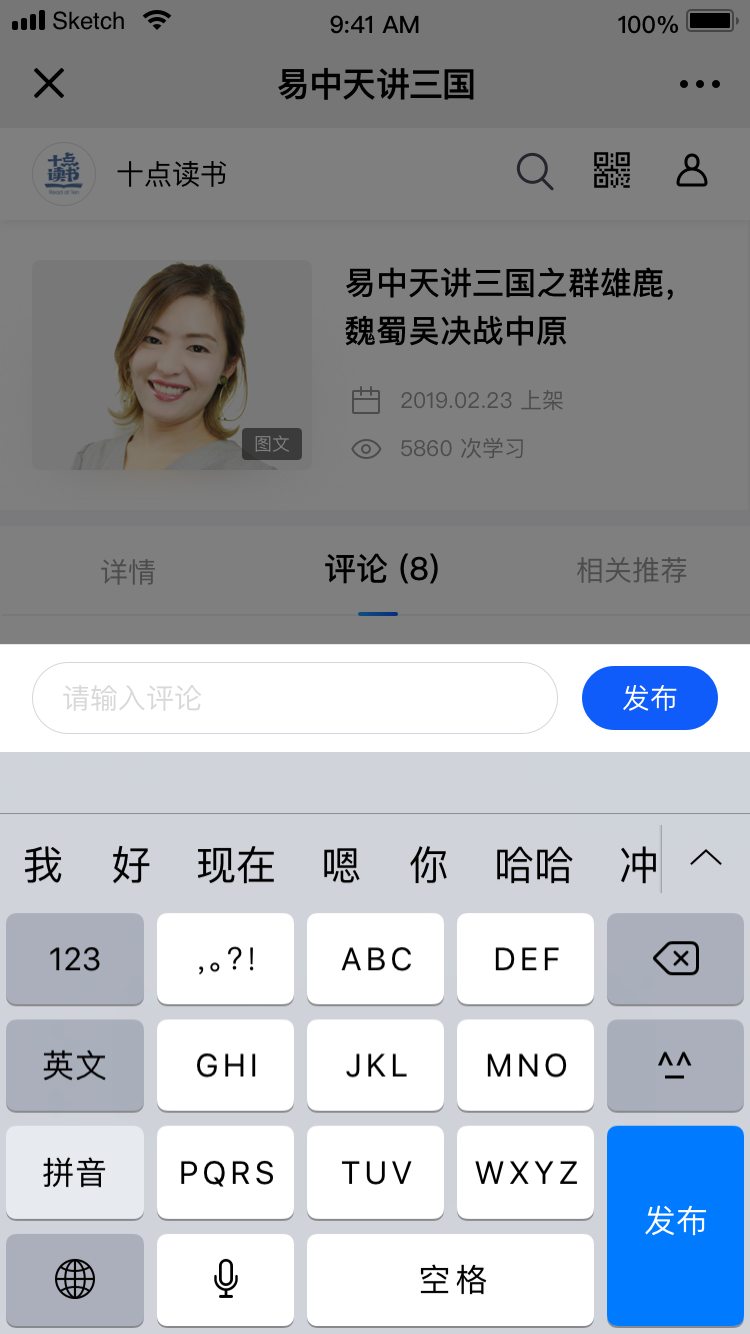 Sketch 9:41 AM 100%
易中天讲三国
十点读书
十点读书
易中天讲三国之群雄鹿，
魏蜀吴决战中原
图文
2019.02.23 上架
5860 次学习
详情 评论 (8) 相关推荐
请输入评论 发布
我 好 现在 嗯 你 哈哈 冲
123 ,。?! ABC DEF
英文 GHI JKL MNO ^^
拼音 PQRS TUV WXYZ
发布
空格